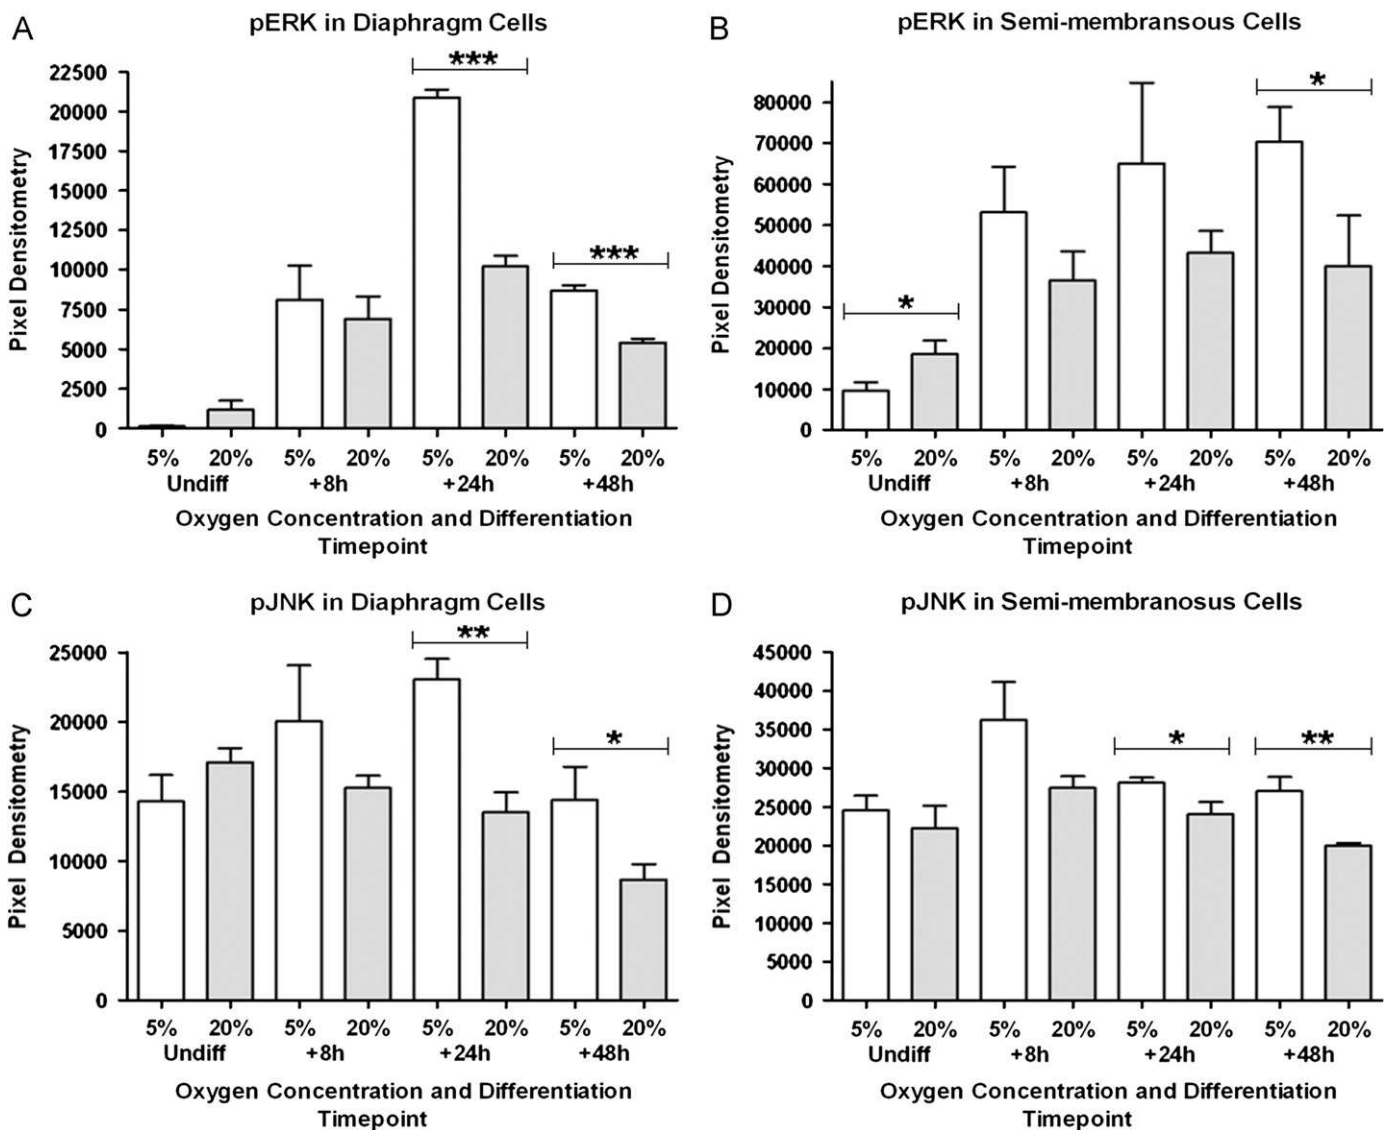 A
pERK in Diaphragm Cells
***
***
22500
20000
17500
15000
12500
10000
7500
5000
2500
0
Pixel Densitometry
5% 20% 5% 20% 5% 20% 5% 20%
Undiff +8h +24h +48h
Oxygen Concentration and Differentiation
Timepoint
B
pERK in Semi-membransous Cells
*
*
80000
70000
60000
50000
40000
30000
20000
10000
0
Pixel Densitometry
5% 20% 5% 20% 5% 20% 5% 20%
Undiff +8h +24h +48h
Oxygen Concentration and Differentiation
Timepoint
C
pJNK in Diaphragm Cells
**
*
25000
20000
15000
10000
5000
0
Pixel Densitometry
5% 20% 5% 20% 5% 20% 5% 20%
Undiff +8h +24h +48h
Oxygen Concentration and Differentiation
Timepoint
D
pJNK in Semi-membranosus Cells
*
**
45000
40000
35000
30000
25000
20000
15000
10000
5000
0
Pixel Densitometry
5% 20% 5% 20% 5% 20% 5% 20%
Undiff +8h +24h +48h
Oxygen Concentration and Differentiation
Timepoint